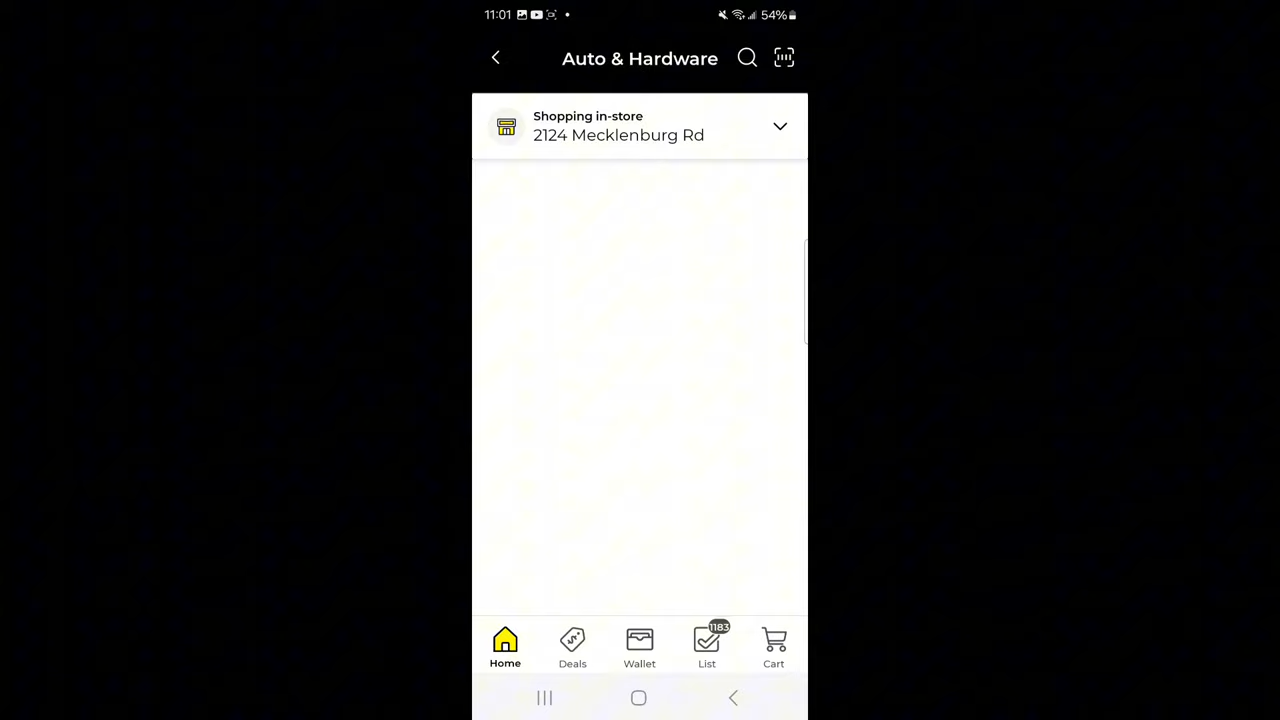 11:01
54%
Auto & Hardware
Shopping in-store
2124 Mecklenburg Rd
1183
Home
Deals
Wallet
List
Cart